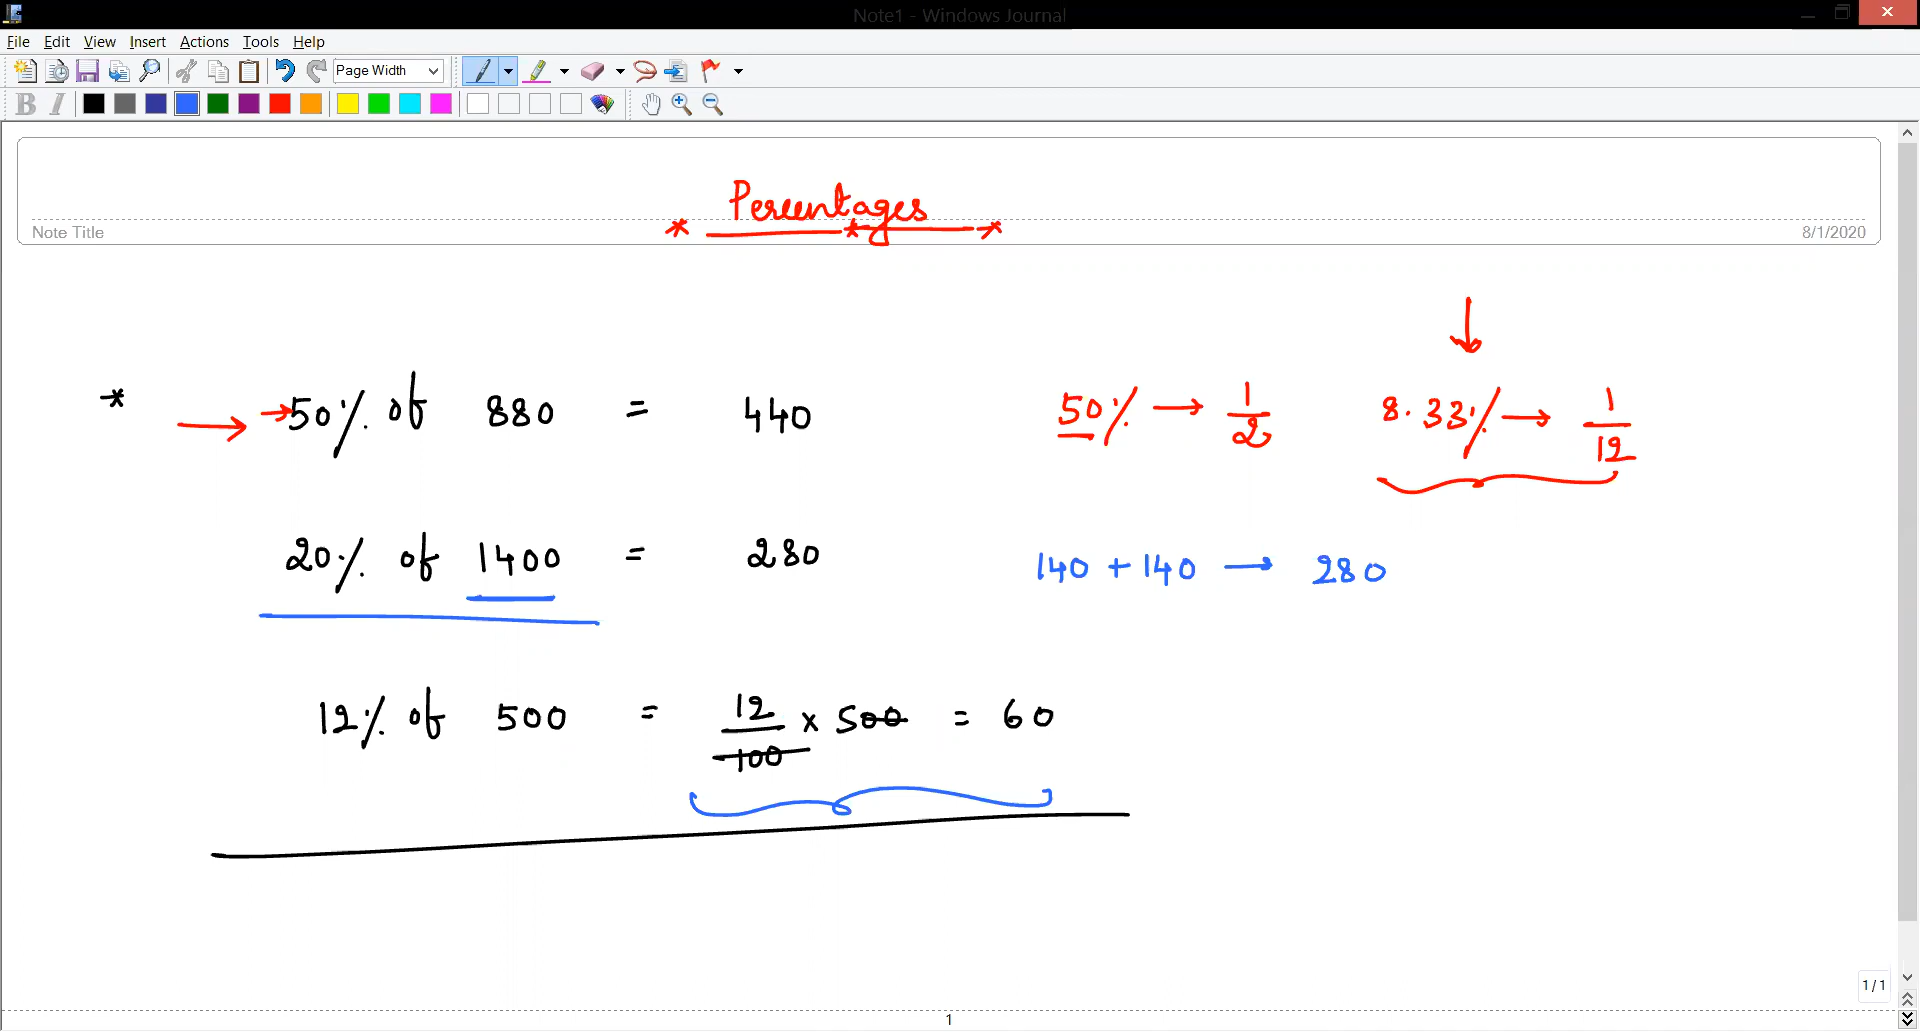 Note1 - Windows Journal
File Edit View Insert Actions Tools Help
Page Width
B I
Percentages
Note Title
8/1/2020
* 50% of 880 = 440 50% → 1/2 8.33% → 1/12
20% of 1400 = 280 140 + 140 → 280
12% of 500 = 12/100 × 500 = 60
1 / 1
1